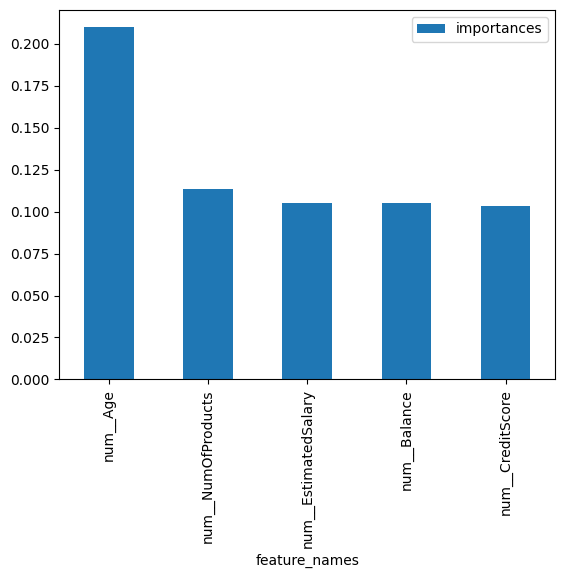 importances
0.200
0.175
0.150
0.125
0.100
0.075
0.050
0.025
0.000
num__Age
num__NumOfProducts
num__EstimatedSalary
num__Balance
num__CreditScore
feature_names